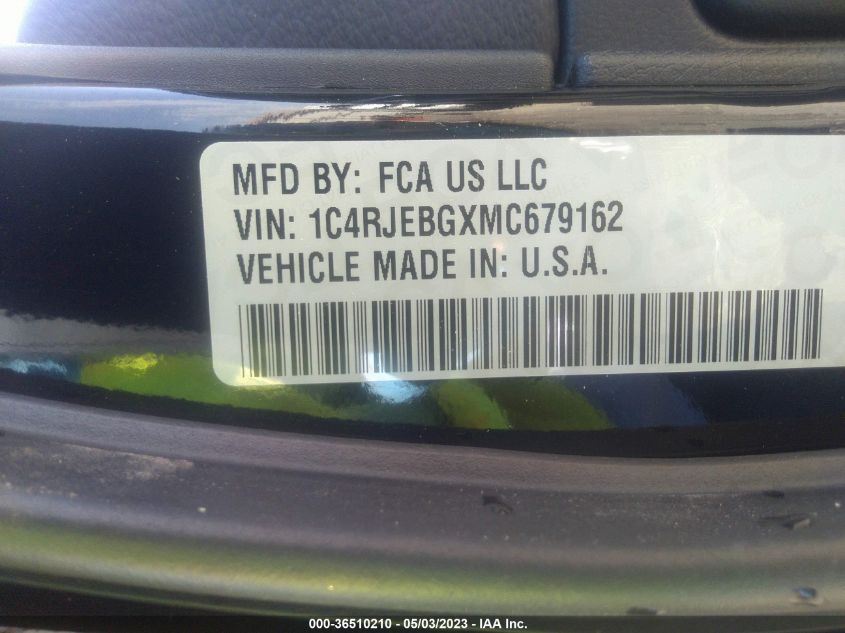 MFD BY: FCA US LLC
VIN: 1C4RJEBGXMC679162
VEHICLE MADE IN: U.S.A.
000-36510210 - 05/03/2023 - IAA Inc.